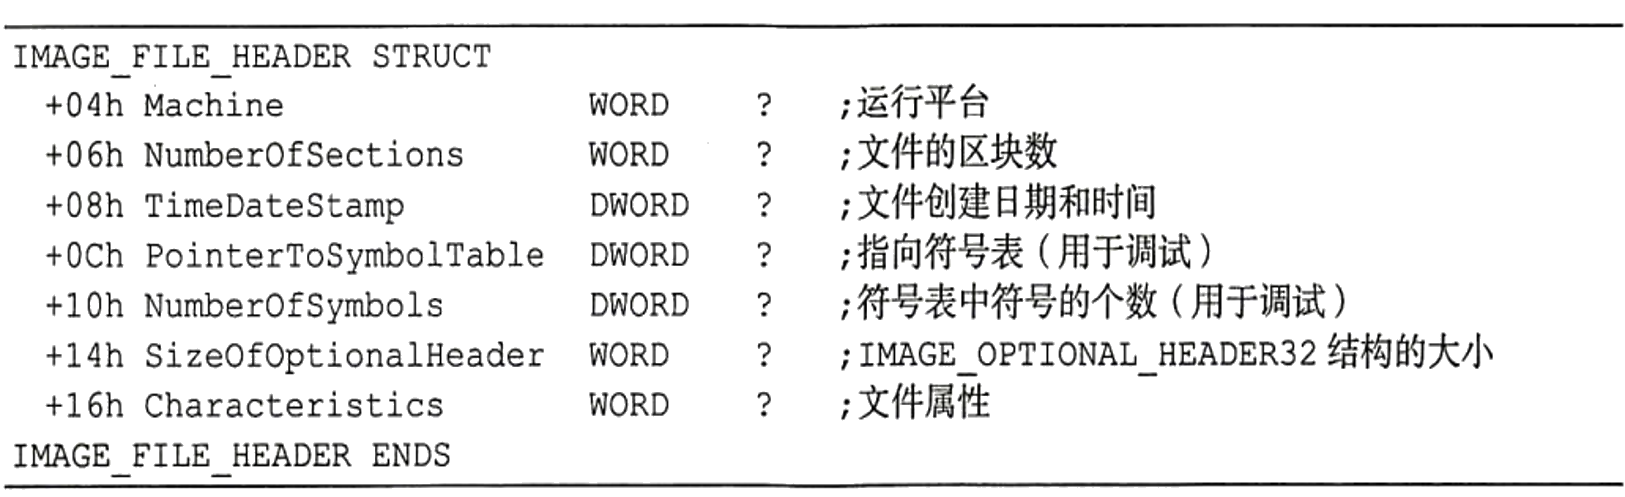 IMAGE_FILE_HEADER STRUCT
+04h Machine WORD ? ;运行平台
+06h NumberOfSections WORD ? ;文件的区块数
+08h TimeDateStamp DWORD ? ;文件创建日期和时间
+0Ch PointerToSymbolTable DWORD ? ;指向符号表（用于调试）
+10h NumberOfSymbols DWORD ? ;符号表中符号的个数（用于调试）
+14h SizeOfOptionalHeader WORD ? ;IMAGE_OPTIONAL_HEADER32 结构的大小
+16h Characteristics WORD ? ;文件属性
IMAGE_FILE_HEADER ENDS